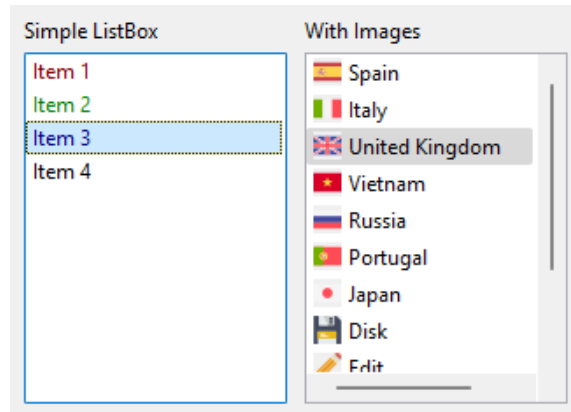 Simple ListBox
Item 1
Item 2
Item 3
Item 4
With Images
Spain
Italy
United Kingdom
Vietnam
Russia
Portugal
Japan
Disk
Edit